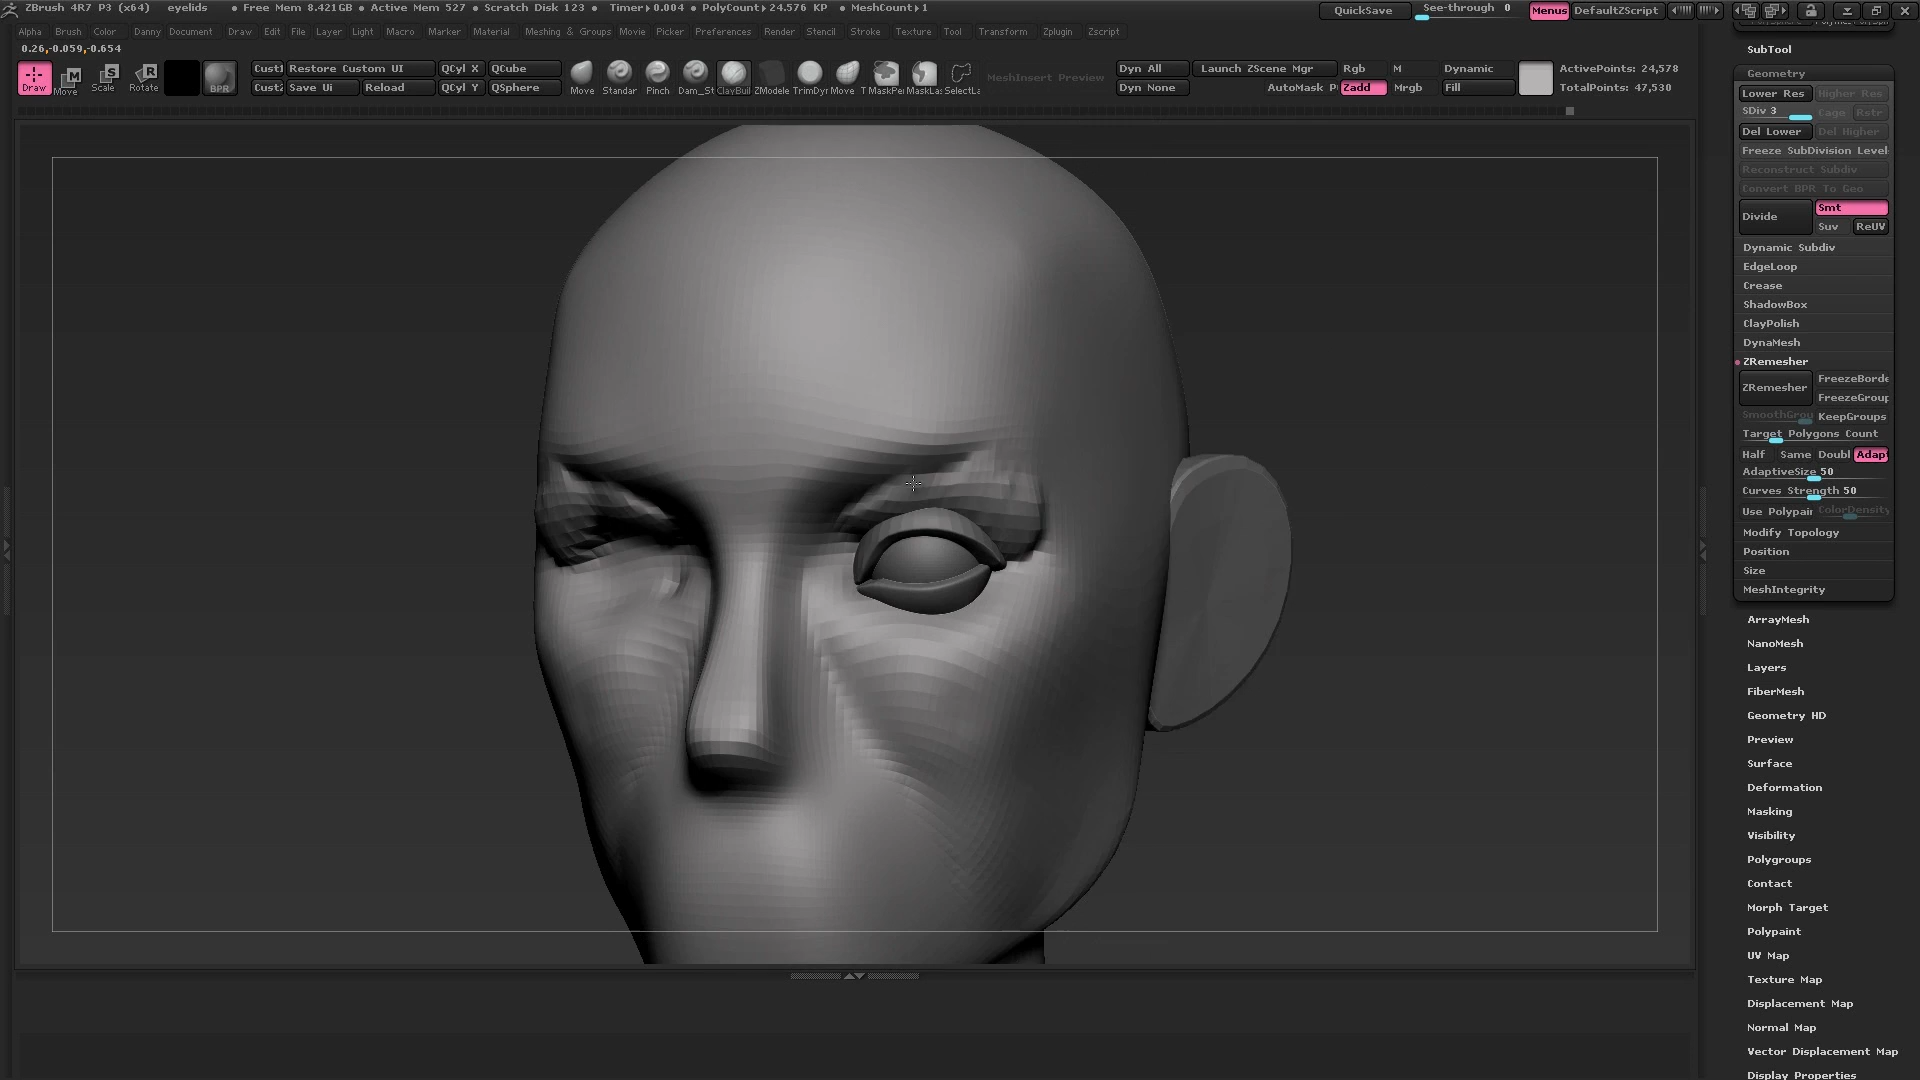 ZBrush 4R7 P3 (x64) eyelids • Free Mem 8.421GB • Active Mem 527 • Scratch Disk 123 • Timer▸0.004 • PolyCount▸24.576 KP • MeshCount▸1 QuickSave See-through 0 Menus DefaultZScript
Alpha Brush Color Danny Document Draw Edit File Layer Light Macro Marker Material Meshing & Groups Movie Picker Preferences Render Stencil Stroke Texture Tool Transform Zplugin Zscript
0.26,-0.059,-0.654
Cust1 Restore Custom UI QCyl X QCube Dyn All Launch ZScene Mgr Rgb M Dynamic ActivePoints: 24,578
MeshInsert Preview
Cust2 Save Ui Reload QCyl Y QSphere Dyn None AutoMask P Zadd Mrgb Fill TotalPoints: 47,530
Draw Move Scale Rotate BPR Move Standar Pinch Dam_St ClayBuil ZModele TrimDy Move T MaskPe MaskLas SelectLa
SubTool
Geometry
Lower Res Higher Res
SDiv 3 Cage Rstr
Del Lower Del Higher
Freeze SubDivision Level
Reconstruct Subdiv
Convert BPR To Geo
Divide Smt
Suv ReUV
Dynamic Subdiv
EdgeLoop
Crease
ShadowBox
ClayPolish
DynaMesh
ZRemesher
ZRemesher FreezeBorde
FreezeGroup
SmoothGrou KeepGroups
Target Polygons Count
Half Same Doubl Adapt
AdaptiveSize 50
Curves Strength 50
Use Polypair ColorDensity
Modify Topology
Position
Size
MeshIntegrity
ArrayMesh
NanoMesh
Layers
FiberMesh
Geometry HD
Preview
Surface
Deformation
Masking
Visibility
Polygroups
Contact
Morph Target
Polypaint
UV Map
Texture Map
Displacement Map
Normal Map
Vector Displacement Map
Display Properties